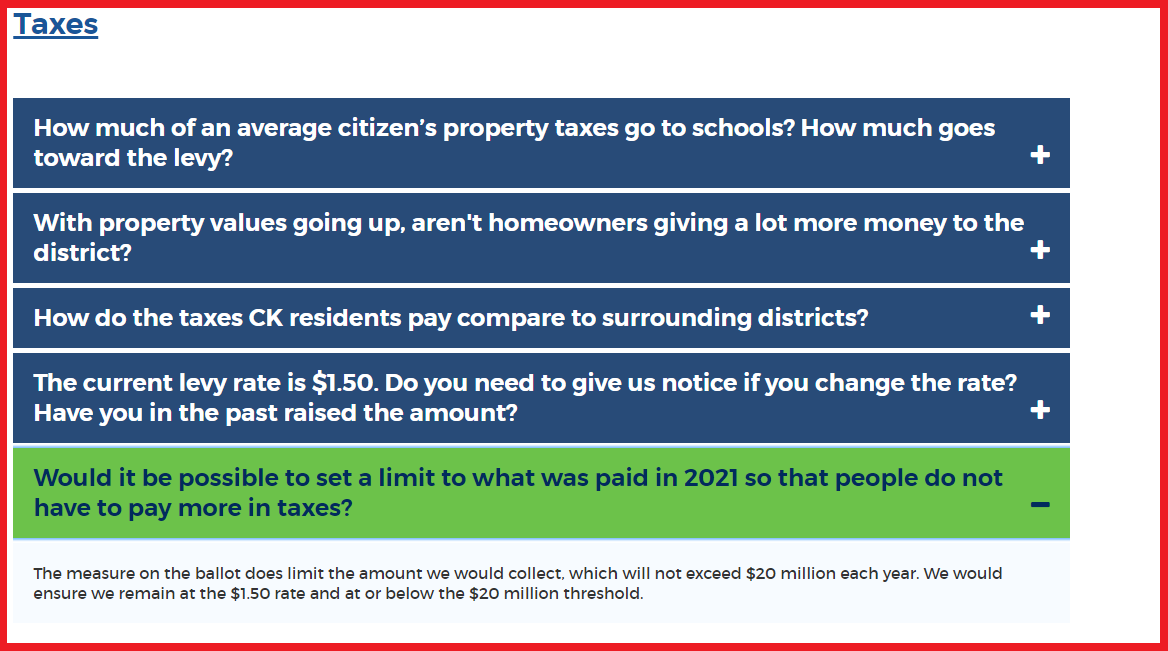 Taxes
How much of an average citizen’s property taxes go to schools? How much goes
toward the levy?
With property values going up, aren't homeowners giving a lot more money to the
district?
How do the taxes CK residents pay compare to surrounding districts?
The current levy rate is $1.50. Do you need to give us notice if you change the rate?
Have you in the past raised the amount?
Would it be possible to set a limit to what was paid in 2021 so that people do not
have to pay more in taxes?
The measure on the ballot does limit the amount we would collect, which will not exceed $20 million each year. We would
ensure we remain at the $1.50 rate and at or below the $20 million threshold.